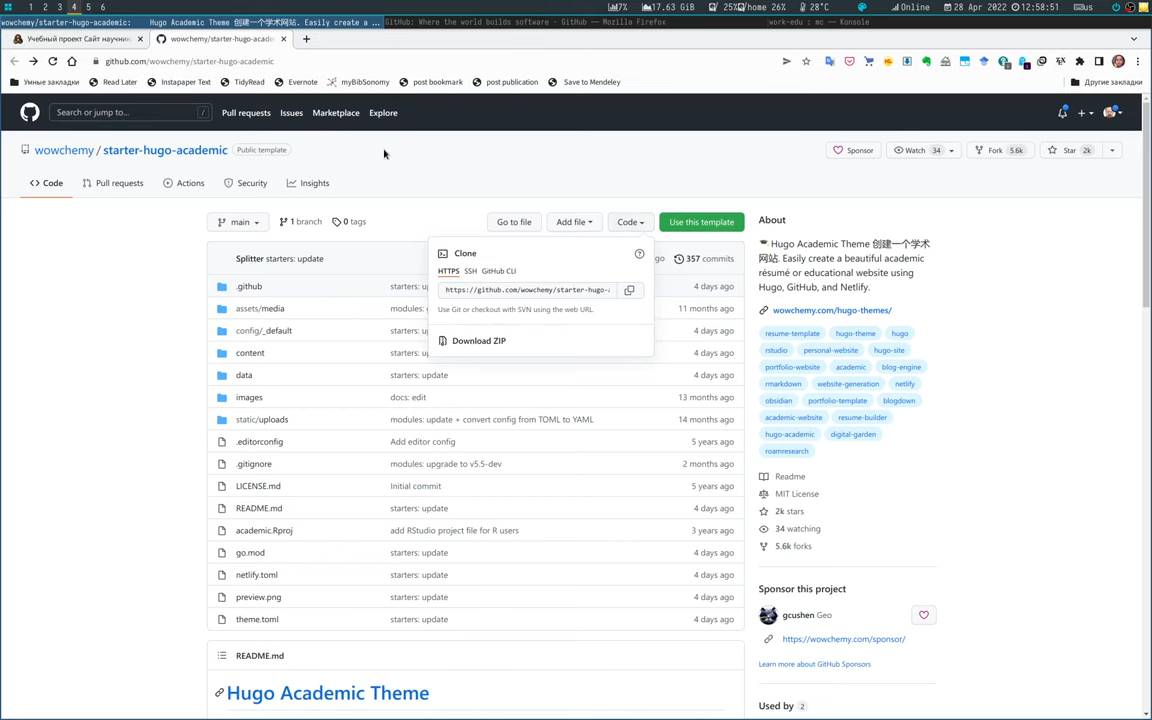 1 2 3 4 5 6
7% 17.63 GiB 25% /home 26% 28°C Online 28 Apr 2022 12:58:51 us
wowchemy/starter-hugo-academic: Hugo Academic Theme 创建一个学术网站. Easily create a ...
GitHub: Where the world builds software · GitHub — Mozilla Firefox
work-edu : mc — Konsole
Учебный проект Сайт научни
wowchemy/starter-hugo-acade
github.com/wowchemy/starter-hugo-academic
Умные закладки Read Later Instapaper Text TidyRead Evernote myBibSonomy post bookmark post publication Save to Mendeley Другие закладки
Search or jump to... / Pull requests Issues Marketplace Explore
wowchemy / starter-hugo-academic Public template
Sponsor Watch 34 Fork 5.6k Star 2k
Code Pull requests Actions Security Insights
main 1 branch 0 tags Go to file Add file Code Use this template
Splitter starters: update go 357 commits
Clone
HTTPS SSH GitHub CLI
https://github.com/wowchemy/starter-hugo-a
Use Git or checkout with SVN using the web URL.
Download ZIP
.github starters: u 4 days ago
assets/media modules: 11 months ago
config/_default starters: u 4 days ago
content starters: u 4 days ago
data starters: update 4 days ago
images docs: edit 13 months ago
static/uploads modules: update + convert config from TOML to YAML 14 months ago
.editorconfig Add editor config 5 years ago
.gitignore modules: upgrade to v5.5-dev 2 months ago
LICENSE.md Initial commit 5 years ago
README.md starters: update 4 days ago
academic.Rproj add RStudio project file for R users 3 years ago
go.mod starters: update 4 days ago
netlify.toml starters: update 4 days ago
preview.png starters: update 4 days ago
theme.toml starters: update 4 days ago
README.md
Hugo Academic Theme
About
Hugo Academic Theme 创建一个学术
网站. Easily create a beautiful academic
résumé or educational website using
Hugo, GitHub, and Netlify.
wowchemy.com/hugo-themes/
resume-template hugo-theme hugo
rstudio personal-website hugo-site
portfolio-website academic blog-engine
rmarkdown website-generation netlify
obsidian portfolio-template blogdown
academic-website resume-builder
hugo-academic digital-garden
roamresearch
Readme
MIT License
2k stars
34 watching
5.6k forks
Sponsor this project
gcushen Geo
https://wowchemy.com/sponsor/
Learn more about GitHub Sponsors
Used by 2